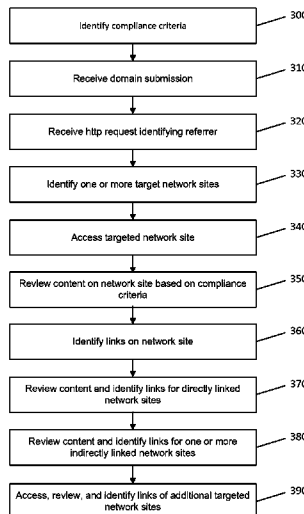 Identify compliance criteria
300
Receive domain submission
310
Receive http request identifying referrer
320
Identify one or more target network sites
330
Access targeted network site
340
Review content on network site based on compliance
criteria
350
Identify links on network site
360
Review content and identify links for directly linked
network sites
370
Review content and identify links for one or more
indirectly linked network sites
380
Access, review, and identify links of additional targeted
network sites
390